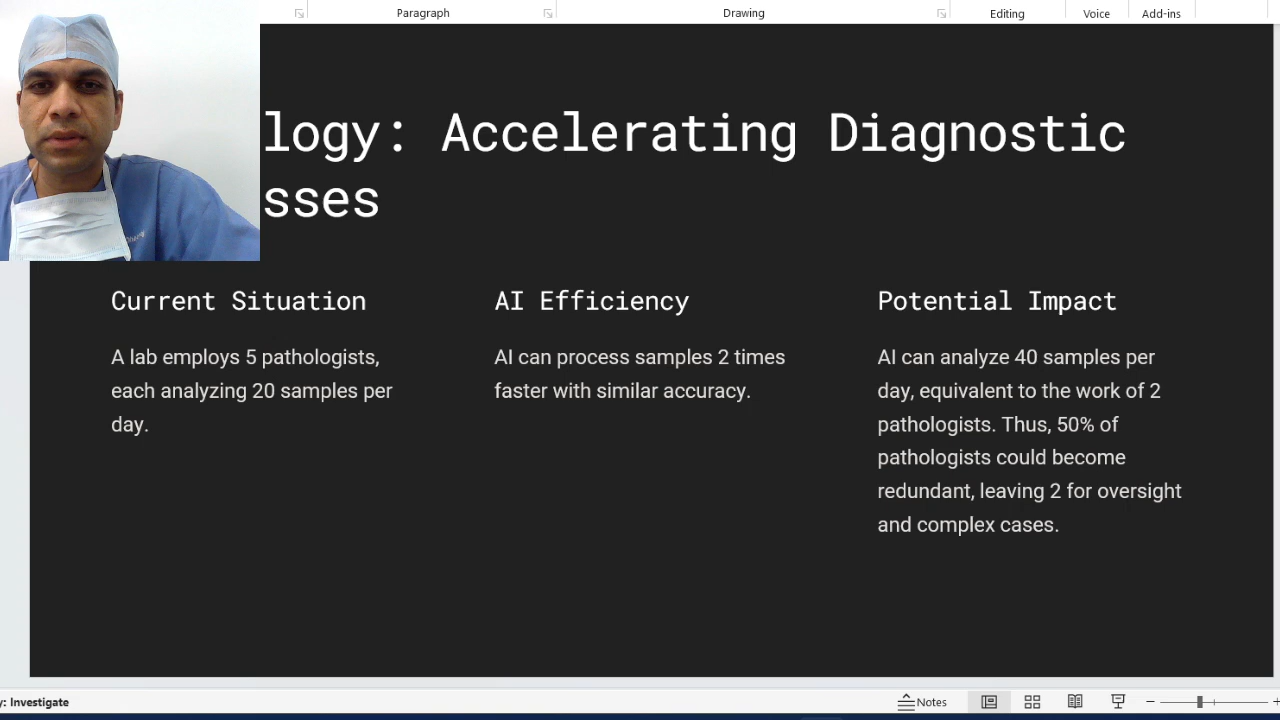 Paragraph Drawing Editing Voice Add-ins
logy: Accelerating Diagnostic
sses
Current Situation
A lab employs 5 pathologists,
each analyzing 20 samples per
day.
AI Efficiency
AI can process samples 2 times
faster with similar accuracy.
Potential Impact
AI can analyze 40 samples per
day, equivalent to the work of 2
pathologists. Thus, 50% of
pathologists could become
redundant, leaving 2 for oversight
and complex cases.
y: Investigate
Notes